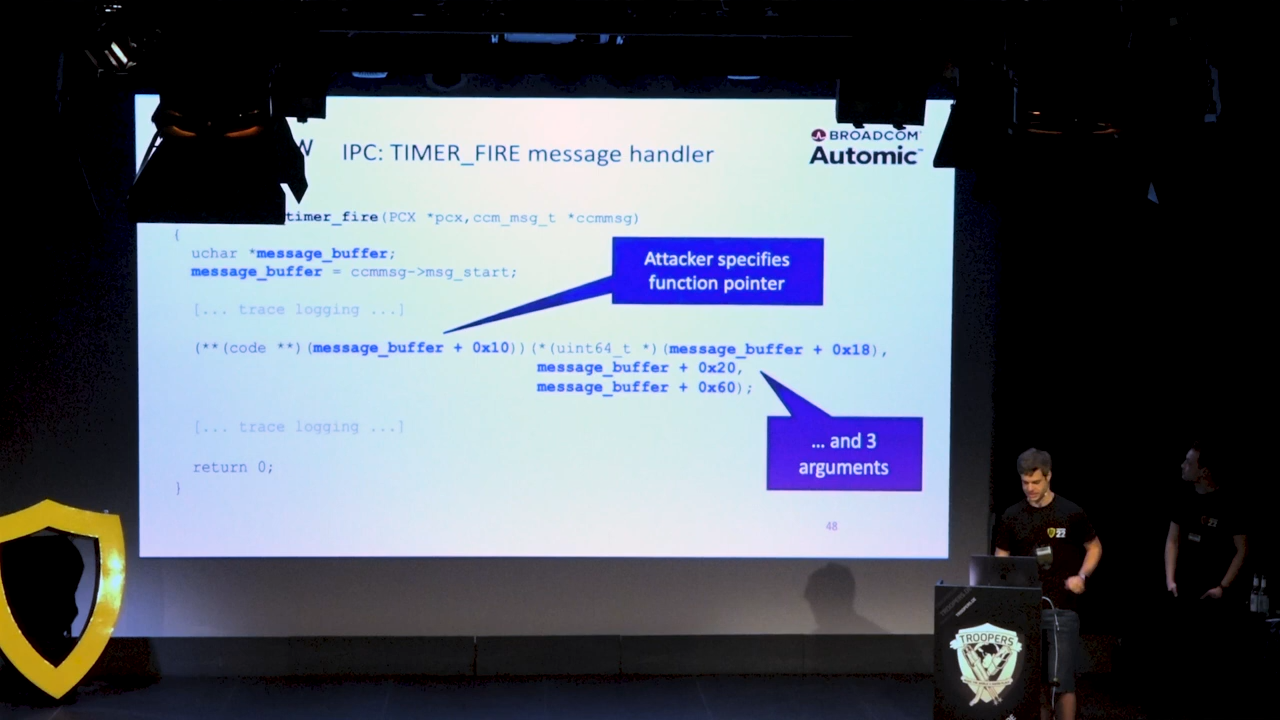 W IPC: TIMER_FIRE message handler
BROADCOM
Automic™
timer_fire(PCX *pcx,ccm_msg_t *ccmmsg)
{
uchar *message_buffer;
message_buffer = ccmmsg->msg_start;
Attacker specifies
function pointer
[... trace logging ...]
(**(code **)(message_buffer + 0x10))(*(uint64_t *)(message_buffer + 0x18),
message_buffer + 0x20,
message_buffer + 0x60);
... and 3
arguments
[... trace logging ...]
return 0;
}
48
22
TROOPERS